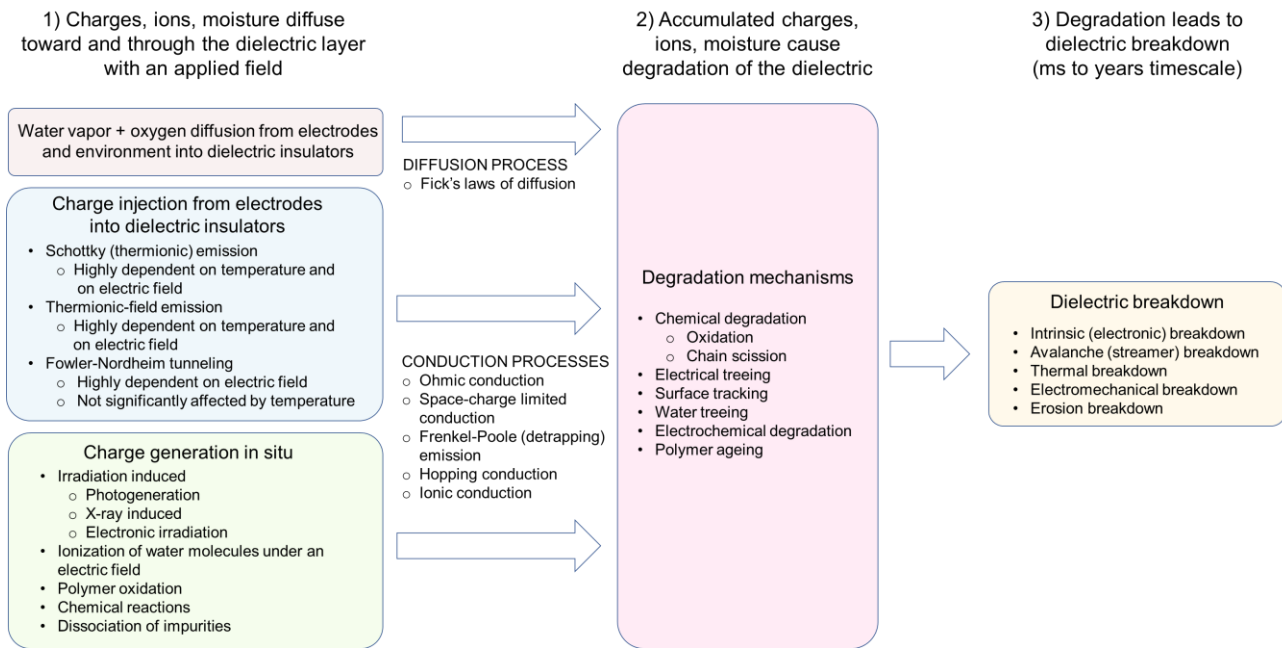 1) Charges, ions, moisture diffuse
toward and through the dielectric layer
with an applied field
2) Accumulated charges,
ions, moisture cause
degradation of the dielectric
3) Degradation leads to
dielectric breakdown
(ms to years timescale)
Water vapor + oxygen diffusion from electrodes
and environment into dielectric insulators
DIFFUSION PROCESS
○ Fick's laws of diffusion
Charge injection from electrodes
into dielectric insulators
• Schottky (thermionic) emission
○ Highly dependent on temperature and
on electric field
• Thermionic-field emission
○ Highly dependent on temperature and
on electric field
• Fowler-Nordheim tunneling
○ Highly dependent on electric field
○ Not significantly affected by temperature
CONDUCTION PROCESSES
○ Ohmic conduction
○ Space-charge limited
conduction
○ Frenkel-Poole (detrapping)
emission
○ Hopping conduction
○ Ionic conduction
Charge generation in situ
• Irradiation induced
○ Photogeneration
○ X-ray induced
○ Electronic irradiation
• Ionization of water molecules under an
electric field
• Polymer oxidation
• Chemical reactions
• Dissociation of impurities
Degradation mechanisms
• Chemical degradation
○ Oxidation
○ Chain scission
• Electrical treeing
• Surface tracking
• Water treeing
• Electrochemical degradation
• Polymer ageing
Dielectric breakdown
• Intrinsic (electronic) breakdown
• Avalanche (streamer) breakdown
• Thermal breakdown
• Electromechanical breakdown
• Erosion breakdown